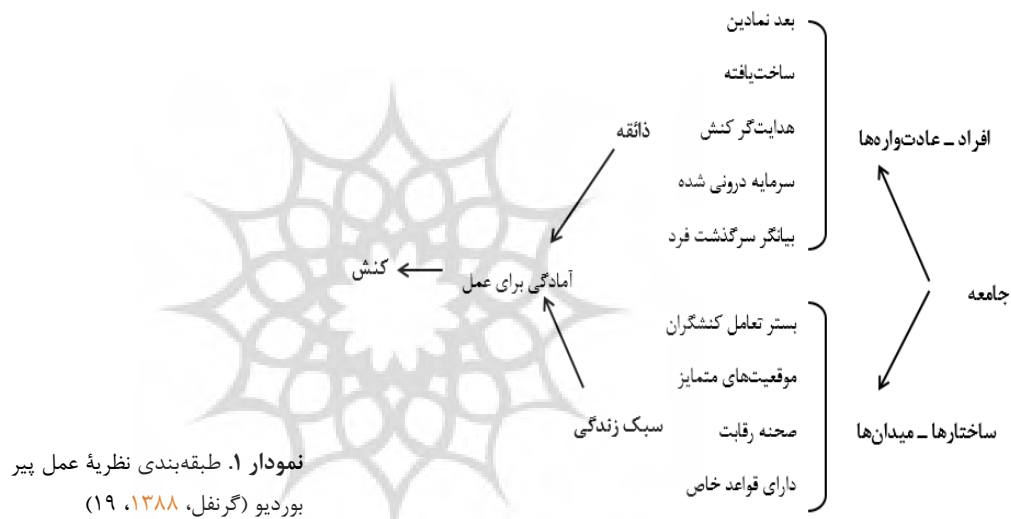 جامعه
افراد ـ عادت‌واره‌ها
بعد نمادین
ساخت‌یافته
هدایت‌گر کنش
سرمایه درونی شده
بیانگر سرگذشت فرد
ساختارها ـ میدان‌ها
بستر تعامل کنشگران
موقعیت‌های متمایز
صحنه رقابت
دارای قواعد خاص
ذائقه
سبک زندگی
آمادگی برای عمل
کنش
نمودار ۱. طبقه‌بندی نظریهٔ عمل پیر
بوردیو (گرنفل، ۱۳۸۸، ۱۹)